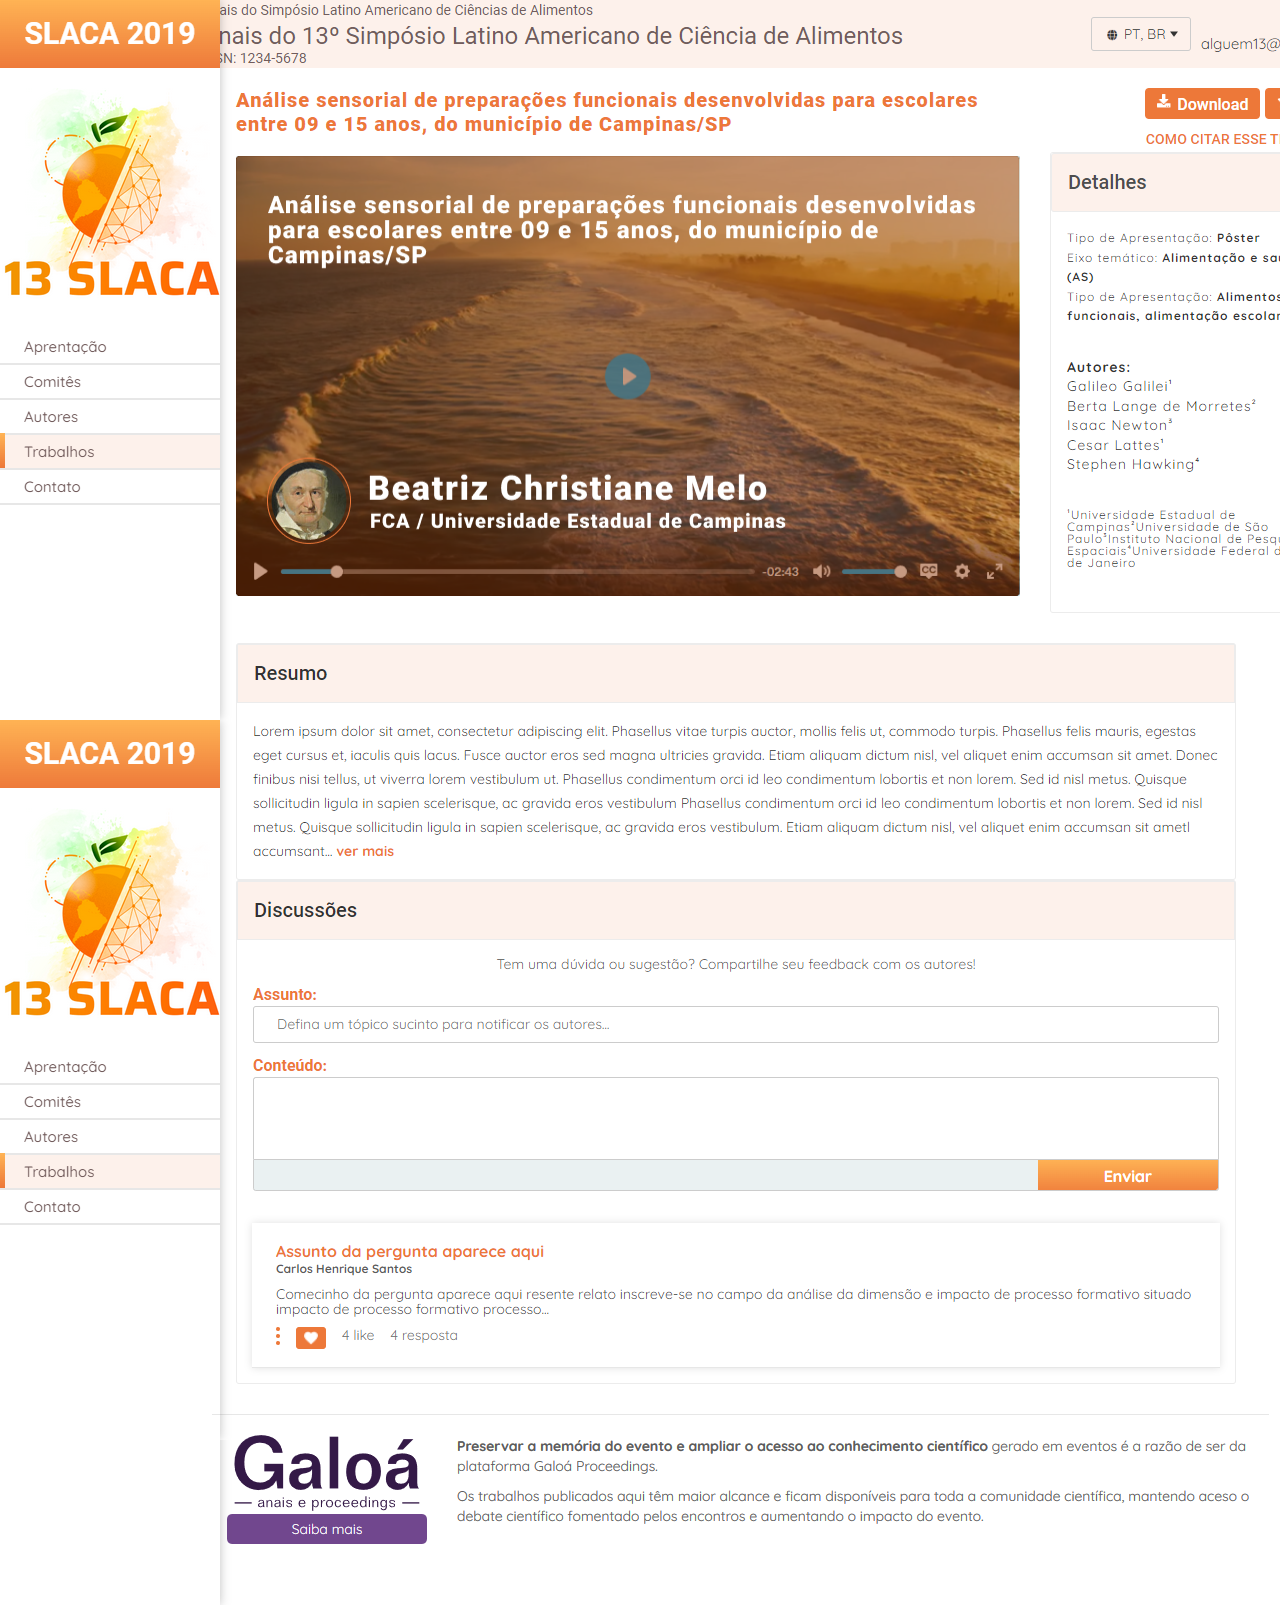 SLACA 2019
ais do Simpósio Latino Americano de Ciências de Alimentos
nais do 13º Simpósio Latino Americano de Ciência de Alimentos
SN: 1234-5678
PT, BR
alguem13@
13 SLACA
Aprentação
Comitês
Autores
Trabalhos
Contato
Análise sensorial de preparações funcionais desenvolvidas para escolares
entre 09 e 15 anos, do município de Campinas/SP
Download
COMO CITAR ESSE T
Análise sensorial de preparações funcionais desenvolvidas
para escolares entre 09 e 15 anos, do município de
Campinas/SP
Beatriz Christiane Melo
FCA / Universidade Estadual de Campinas
-02:43
CC
Detalhes
Tipo de Apresentação: Pôster
Eixo temático: Alimentação e sa
(AS)
Tipo de Apresentação: Alimentos
funcionais, alimentação escolar
Autores:
Galileo Galilei¹
Berta Lange de Morretes²
Isaac Newton³
Cesar Lattes¹
Stephen Hawking⁴
¹Universidade Estadual de
Campinas²Universidade de São
Paulo³Instituto Nacional de Pesqu
Espaciais⁴Universidade Federal d
de Janeiro
Resumo
Lorem ipsum dolor sit amet, consectetur adipiscing elit. Phasellus vitae turpis auctor, mollis felis ut, commodo turpis. Phasellus felis mauris, egestas
eget cursus et, iaculis quis lacus. Fusce auctor eros sed magna ultricies gravida. Etiam aliquam dictum nisl, vel aliquet enim accumsan sit amet. Donec
finibus nisi tellus, ut viverra lorem vestibulum ut. Phasellus condimentum orci id leo condimentum lobortis et non lorem. Sed id nisl metus. Quisque
sollicitudin ligula in sapien scelerisque, ac gravida eros vestibulum Phasellus condimentum orci id leo condimentum lobortis et non lorem. Sed id nisl
metus. Quisque sollicitudin ligula in sapien scelerisque, ac gravida eros vestibulum. Etiam aliquam dictum nisl, vel aliquet enim accumsan sit ametl
accumsant... ver mais
SLACA 2019
13 SLACA
Aprentação
Comitês
Autores
Trabalhos
Contato
Discussões
Tem uma dúvida ou sugestão? Compartilhe seu feedback com os autores!
Assunto:
Defina um tópico sucinto para notificar os autores...
Conteúdo:
Enviar
Assunto da pergunta aparece aqui
Carlos Henrique Santos
Comecinho da pergunta aparece aqui resente relato inscreve-se no campo da análise da dimensão e impacto de processo formativo situado
impacto de processo formativo processo...
4 like 4 resposta
Galoá
anais e proceedings
Saiba mais
Preservar a memória do evento e ampliar o acesso ao conhecimento científico gerado em eventos é a razão de ser da
plataforma Galoá Proceedings.
Os trabalhos publicados aqui têm maior alcance e ficam disponíveis para toda a comunidade científica, mantendo aceso o
debate científico fomentado pelos encontros e aumentando o impacto do evento.